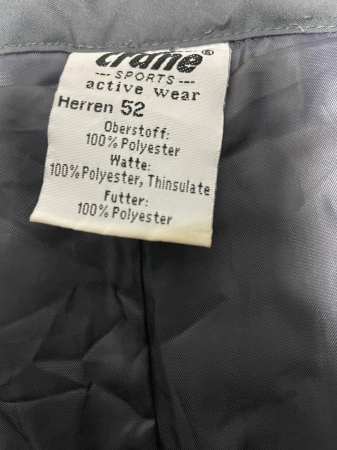 crane®
--- SPORTS ---
active wear
Herren 52
Oberstoff:
100% Polyester
Watte:
100% Polyester, Thinsulate
Futter:
100% Polyester